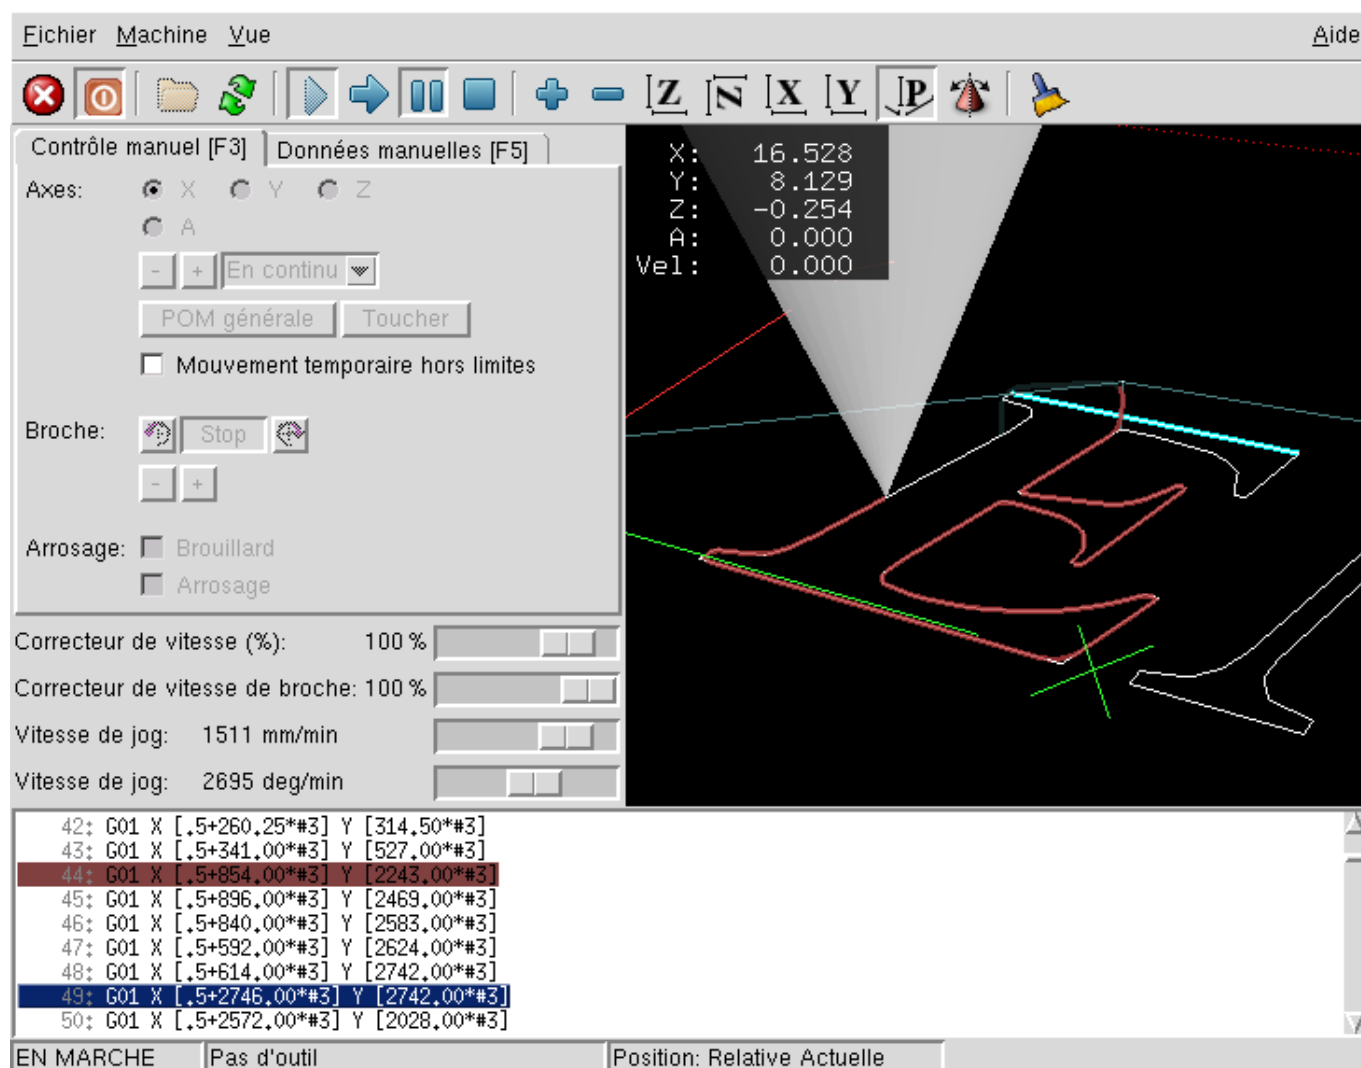 Fichier Machine Vue Aide
Z N X Y P
Contrôle manuel [F3] Données manuelles [F5]
Axes: X Y Z
A
- + En continu
POM générale Toucher
Mouvement temporaire hors limites
Broche: Stop
- +
Arrosage: Brouillard
Arrosage
Correcteur de vitesse (%): 100 %
Correcteur de vitesse de broche: 100 %
Vitesse de jog: 1511 mm/min
Vitesse de jog: 2695 deg/min
X: 16.528
Y: 8.129
Z: -0.254
A: 0.000
Vel: 0.000
42: G01 X [.5+260.25*#3] Y [314.50*#3]
43: G01 X [.5+341.00*#3] Y [527.00*#3]
44: G01 X [.5+854.00*#3] Y [2243.00*#3]
45: G01 X [.5+896.00*#3] Y [2469.00*#3]
46: G01 X [.5+840.00*#3] Y [2583.00*#3]
47: G01 X [.5+592.00*#3] Y [2624.00*#3]
48: G01 X [.5+614.00*#3] Y [2742.00*#3]
49: G01 X [.5+2746.00*#3] Y [2742.00*#3]
50: G01 X [.5+2572.00*#3] Y [2028.00*#3]
EN MARCHE Pas d'outil Position: Relative Actuelle